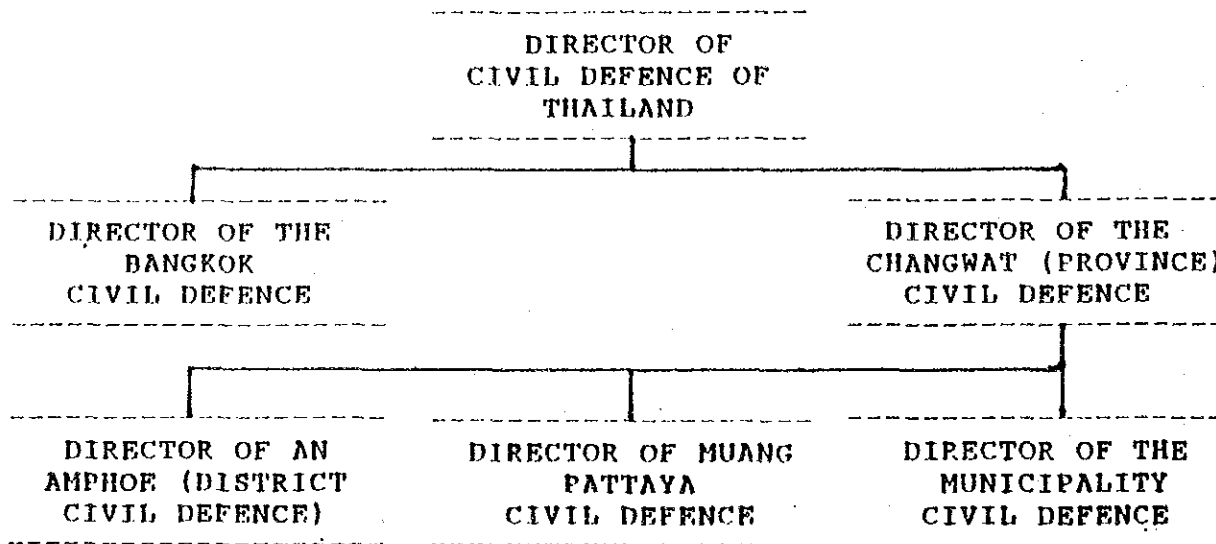 DIRECTOR OF
CIVIL DEFENCE OF
THAILAND
DIRECTOR OF THE
BANGKOK
CIVIL DEFENCE
DIRECTOR OF THE
CHANGWAT (PROVINCE)
CIVIL DEFENCE
DIRECTOR OF AN
AMPHOE (DISTRICT
CIVIL DEFENCE)
DIRECTOR OF MUANG
PATTAYA
CIVIL DEFENCE
DIRECTOR OF THE
MUNICIPALITY
CIVIL DEFENCE